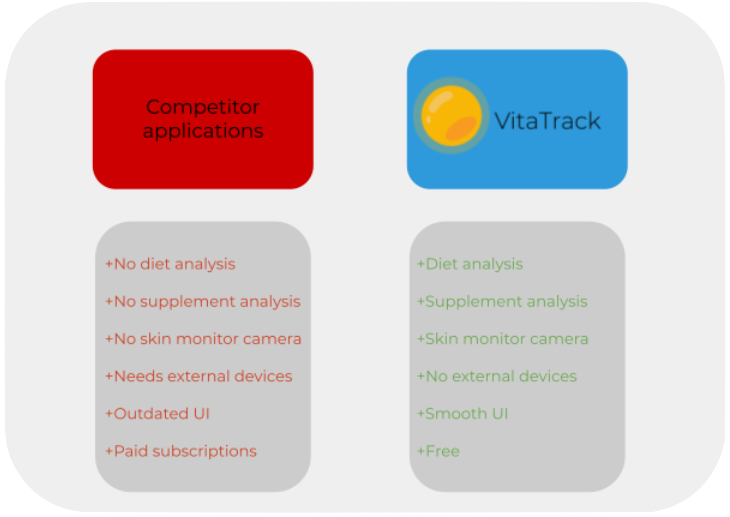 Competitor
applications
VitaTrack
+No diet analysis
+No supplement analysis
+No skin monitor camera
+Needs external devices
+Outdated UI
+Paid subscriptions
+Diet analysis
+Supplement analysis
+Skin monitor camera
+No external devices
+Smooth UI
+Free